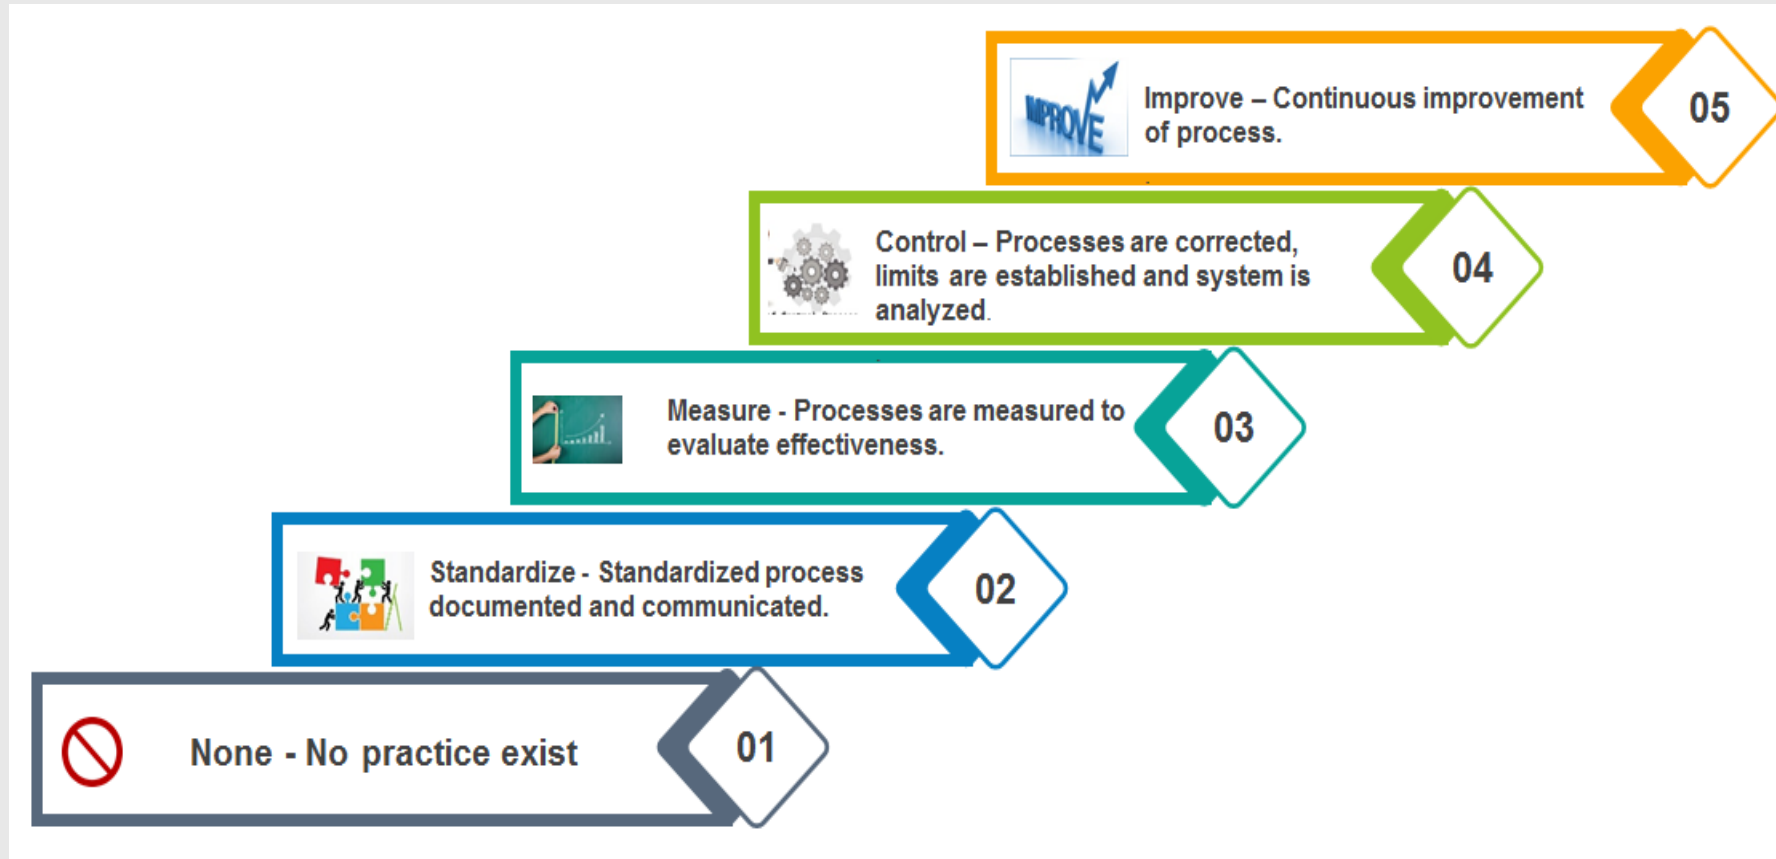 IMPROVE
Improve – Continuous improvement
of process.
05
Control – Processes are corrected,
limits are established and system is
analyzed.
04
Measure - Processes are measured to
evaluate effectiveness.
03
Standardize - Standardized process
documented and communicated.
02
None - No practice exist
01